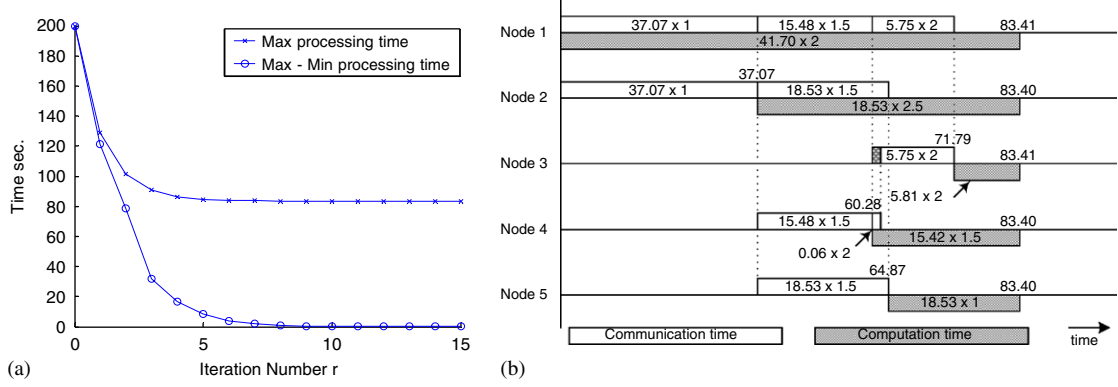 200
180
160
140
120
100
80
60
40
20
0
Time sec.
0
5
10
15
Iteration Number r
Max processing time
Max - Min processing time
(a)
Node 1
37.07 x 1
15.48 x 1.5
5.75 x 2
83.41
41.70 x 2
Node 2
37.07
37.07 x 1
18.53 x 1.5
83.40
18.53 x 2.5
Node 3
71.79
5.75 x 2
83.41
5.81 x 2
Node 4
60.28
15.48 x 1.5
83.40
15.42 x 1.5
0.06 x 2
Node 5
64.87
18.53 x 1.5
83.40
18.53 x 1
Communication time
Computation time
time
(b)